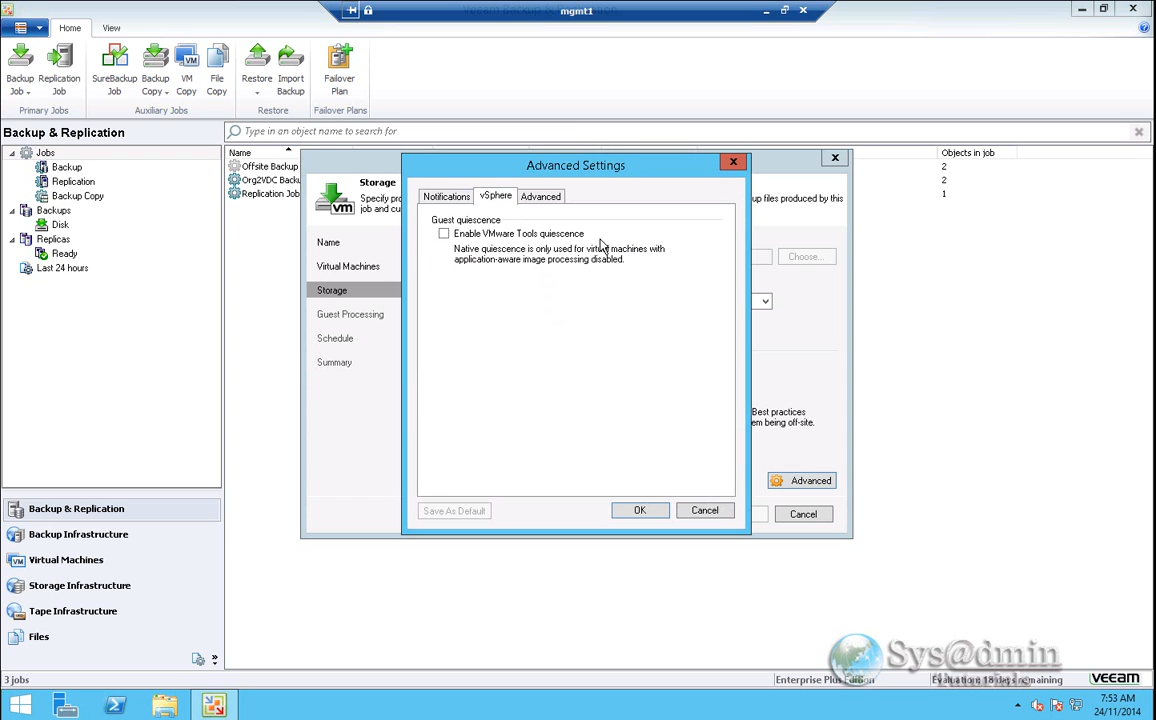 mgmt1
Home
View
Backup Job
Replication Job
SureBackup Job
Backup Copy
VM Copy
File Copy
Restore
Import Backup
Failover Plan
Primary Jobs
Auxiliary Jobs
Restore
Failover Plans
Backup & Replication
Type in an object name to search for
Jobs
Backup
Replication
Backup Copy
Backups
Disk
Replicas
Ready
Last 24 hours
Name
Objects in job
Offsite Backup
2
Org2VDC Backu
2
Replication Job
1
Storage
Specify pro
up files produced by this
job and cu
Name
Virtual Machines
Storage
Guest Processing
Schedule
Summary
Choose...
Best practices
em being off-site.
Advanced
Cancel
Advanced Settings
Notifications
vSphere
Advanced
Guest quiescence
Enable VMware Tools quiescence
Native quiescence is only used for virtual machines with
application-aware image processing disabled.
Save As Default
OK
Cancel
Backup & Replication
Backup Infrastructure
Virtual Machines
Storage Infrastructure
Tape Infrastructure
Files
3 jobs
Enterprise Plus Edition
Evaluation: 18 days remaining
veeam
Sys@dmin
Tutorials
7:53 AM
24/11/2014